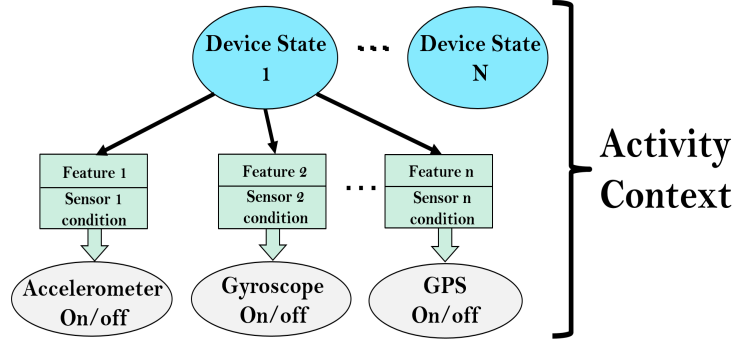 Device State
1
...
Device State
N
Activity
Context
Feature 1
Sensor 1
condition
Feature 2
Sensor 2
condition
...
Feature n
Sensor n
condition
Accelerometer
On/off
Gyroscope
On/off
GPS
On/off